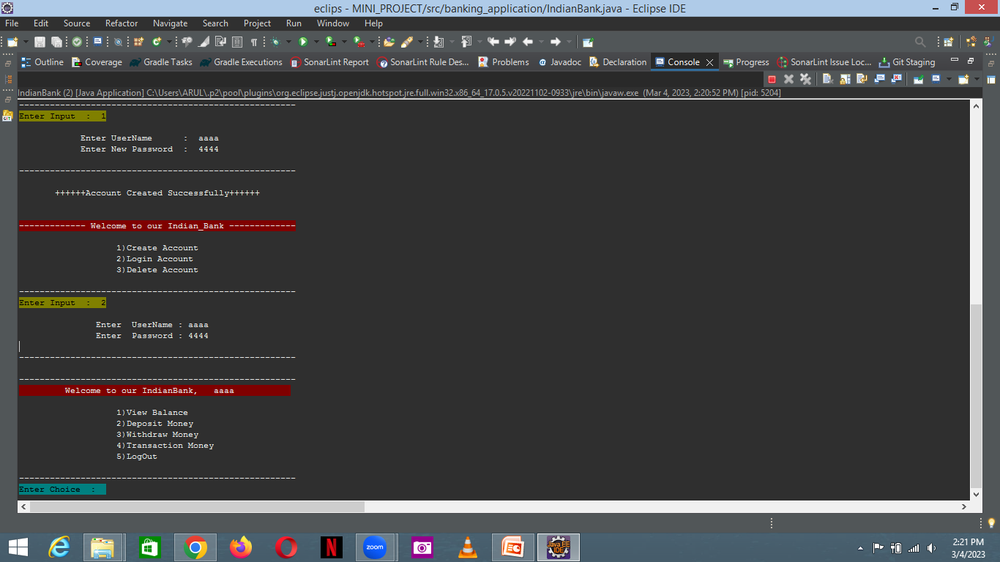 eclips - MINI_PROJECT/src/banking_application/IndianBank.java - Eclipse IDE
File Edit Source Refactor Navigate Search Project Run Window Help
Outline Coverage Gradle Tasks Gradle Executions SonarLint Report SonarLint Rule Des... Problems Javadoc Declaration Console Progress SonarLint Issue Loc... Git Staging
IndianBank (2) [Java Application] C:\Users\ARUL\.p2\pool\plugins\org.eclipse.justj.openjdk.hotspot.jre.full.win32.x86_64_17.0.5.v20221102-0933\jre\bin\javaw.exe (Mar 4, 2023, 2:20:52 PM) [pid: 5204]
------------------------------------------------------
Enter Input : 1
Enter UserName : aaaa
Enter New Password : 4444
------------------------------------------------------
++++++Account Created Successfully++++++
------------- Welcome to our Indian_Bank -------------
1)Create Account
2)Login Account
3)Delete Account
------------------------------------------------------
Enter Input : 2
Enter UserName : aaaa
Enter Password : 4444
------------------------------------------------------
------------------------------------------------------
Welcome to our IndianBank, aaaa
1)View Balance
2)Deposit Money
3)Withdraw Money
4)Transaction Money
5)LogOut
------------------------------------------------------
Enter Choice :
GIT
zoom
Java EE
IDE
2:21 PM
3/4/2023